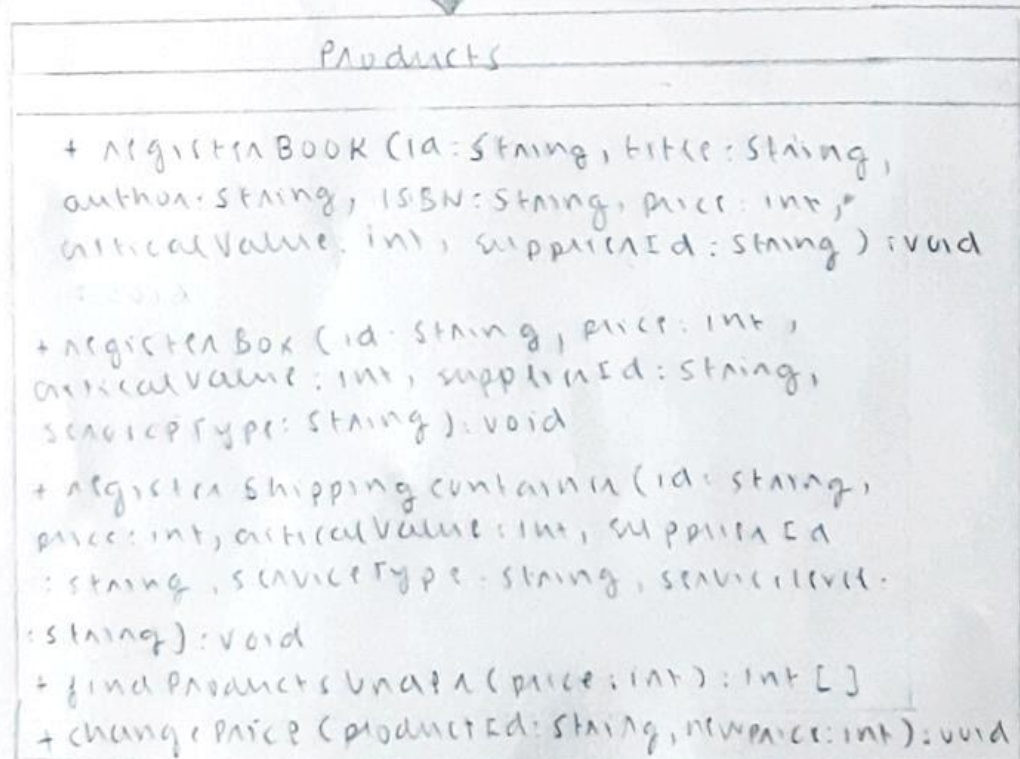 Products
+ registerBOOK (id: String, title: String,
author: String, ISBN: String, price: int,
criticalValue: int, supplierId: String) : void
: void
+ registerBox (id: String, price: int,
criticalValue: int, supplierId: String,
serviceType: String): void
+ registerShippingContainer (id: String,
price: int, criticalValue: int, supplierId
: String, serviceType: String, servicelevel:
: String): void
+ findProductsUnder (price: int): int []
+ changePrice (productId: String, newPrice: int): void